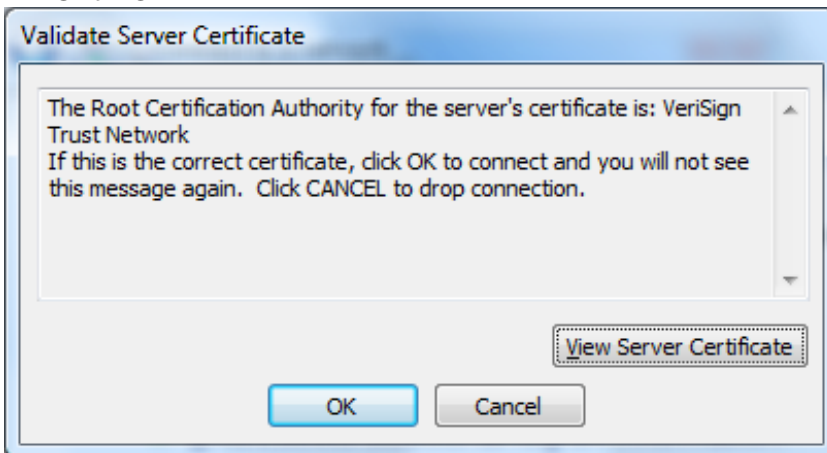 Validate Server Certificate
The Root Certification Authority for the server's certificate is: VeriSign
Trust Network
If this is the correct certificate, click OK to connect and you will not see
this message again.  Click CANCEL to drop connection.
View Server Certificate
OK Cancel